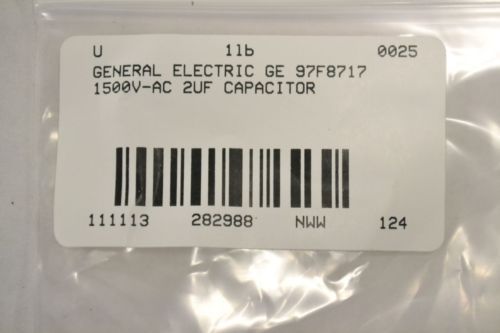 U 1lb 0025
GENERAL ELECTRIC GE 97F8717
1500V-AC 2UF CAPACITOR
111113 282988 NWW 124